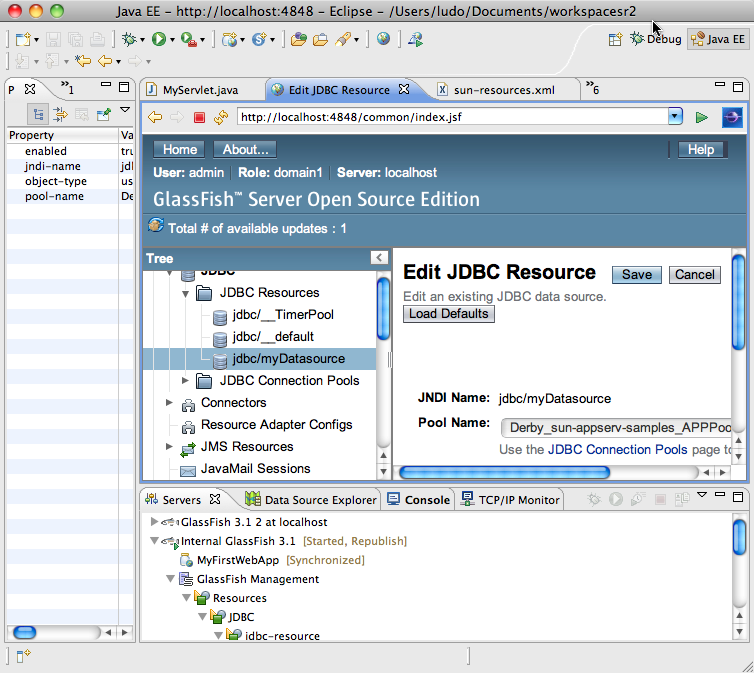 Java EE – http://localhost:4848 – Eclipse – /Users/ludo/Documents/workspacesr2
Debug
Java EE
P
»1
MyServlet.java
Edit JDBC Resource
sun-resources.xml
»6
http://localhost:4848/common/index.jsf
Property
Va
enabled
tru
jndi-name
jdl
object-type
us
pool-name
De
Home
About...
Help
User: admin
Role: domain1
Server: localhost
GlassFish™ Server Open Source Edition
Total # of available updates : 1
Tree
JDBC
JDBC Resources
jdbc/__TimerPool
jdbc/__default
jdbc/myDatasource
JDBC Connection Pools
Connectors
Resource Adapter Configs
JMS Resources
JavaMail Sessions
Edit JDBC Resource
Save
Cancel
Edit an existing JDBC data source.
Load Defaults
JNDI Name: jdbc/myDatasource
Pool Name: Derby_sun-appserv-samples_APPPoo
Use the JDBC Connection Pools page to
Servers
Data Source Explorer
Console
TCP/IP Monitor
GlassFish 3.1 2 at localhost
Internal GlassFish 3.1 [Started, Republish]
MyFirstWebApp [Synchronized]
GlassFish Management
Resources
JDBC
jdbc-resource